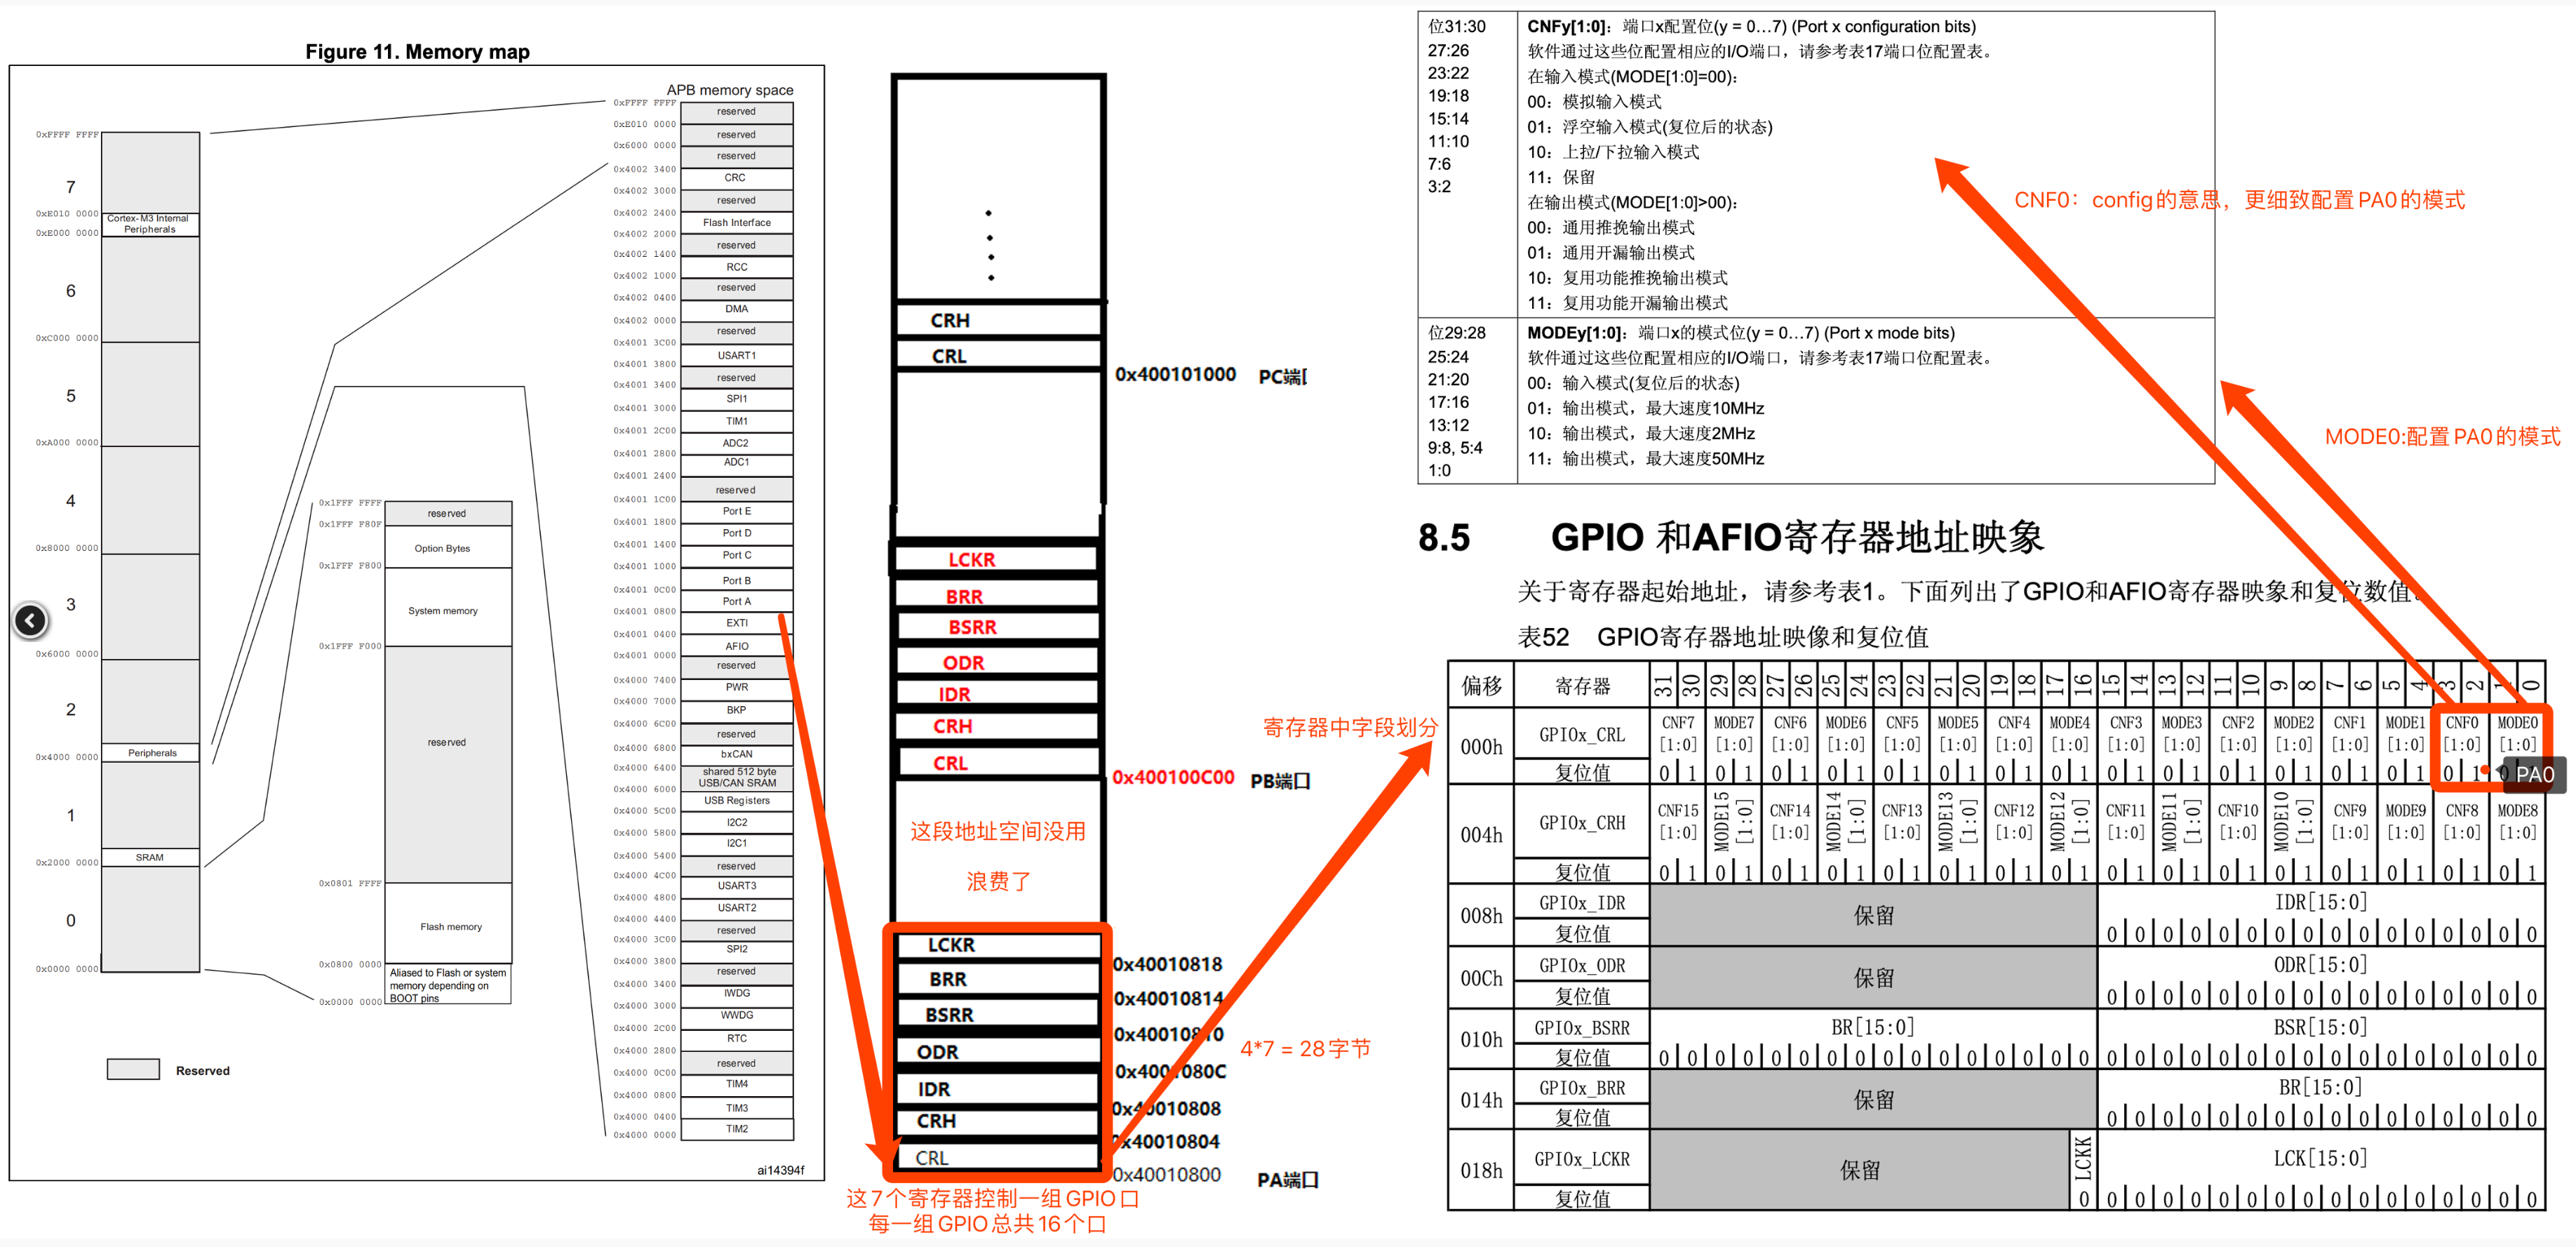 Figure 11. Memory map
APB memory space
0xFFFF FFFF
7
0xE010 0000
Cortex-M3 Internal
Peripherals
0xE000 0000
6
0xC000 0000
5
0xA000 0000
4
0x8000 0000
3
0x6000 0000
2
Peripherals
0x4000 0000
1
SRAM
0x2000 0000
0
0x0000 0000
Reserved
0x1FFF FFFF
reserved
0x1FFF F80F
Option Bytes
0x1FFF F800
System memory
0x1FFF F000
reserved
0x0801 FFFF
Flash memory
0x0800 0000
Aliased to Flash or system
memory depending on
BOOT pins
0x0000 0000
0xFFFF FFFF
reserved
0xE010 0000
reserved
0x6000 0000
reserved
0x4002 3400
CRC
0x4002 3000
reserved
0x4002 2400
Flash Interface
0x4002 2000
reserved
0x4002 1400
RCC
0x4002 1000
reserved
0x4002 0400
DMA
0x4002 0000
reserved
0x4001 3C00
USART1
0x4001 3800
reserved
0x4001 3400
SPI1
0x4001 3000
TIM1
0x4001 2C00
ADC2
0x4001 2800
ADC1
0x4001 2400
reserved
0x4001 1C00
Port E
0x4001 1800
Port D
0x4001 1400
Port C
0x4001 1000
Port B
0x4001 0C00
Port A
0x4001 0800
EXTI
0x4001 0400
AFIO
0x4001 0000
reserved
0x4000 7400
PWR
0x4000 7000
BKP
0x4000 6C00
reserved
0x4000 6800
bxCAN
0x4000 6400
shared 512 byte
USB/CAN SRAM
0x4000 6000
USB Registers
0x4000 5C00
I2C2
0x4000 5800
I2C1
0x4000 5400
reserved
0x4000 4C00
USART3
0x4000 4800
USART2
0x4000 4400
reserved
0x4000 3C00
SPI2
0x4000 3800
reserved
0x4000 3400
IWDG
0x4000 3000
WWDG
0x4000 2C00
RTC
0x4000 2800
reserved
0x4000 0C00
TIM4
0x4000 0800
TIM3
0x4000 0400
TIM2
0x4000 0000
ai14394f
CRH
CRL
0x400101000 PC端
LCKR
BRR
BSRR
ODR
IDR
CRH
CRL
0x400100C00 PB端口
这段地址空间没用
浪费了
LCKR
0x40010818
BRR
0x40010814
BSRR
0x40010810
ODR
0x4001080C
IDR
0x40010808
CRH
0x40010804
CRL
0x40010800 PA端口
这7个寄存器控制一组GPIO口
每一组GPIO总共16个口
4*7 = 28字节
寄存器中字段划分
位31:30
27:26
23:22
19:18
15:14
11:10
7:6
3:2
CNFy[1:0]：端口x配置位(y = 0…7) (Port x configuration bits)
软件通过这些位配置相应的I/O端口，请参考表17端口位配置表。
在输入模式(MODE[1:0]=00)：
00：模拟输入模式
01：浮空输入模式(复位后的状态)
10：上拉/下拉输入模式
11：保留
在输出模式(MODE[1:0]>00)：
00：通用推挽输出模式
01：通用开漏输出模式
10：复用功能推挽输出模式
11：复用功能开漏输出模式
位29:28
25:24
21:20
17:16
13:12
9:8, 5:4
1:0
MODEy[1:0]：端口x的模式位(y = 0…7) (Port x mode bits)
软件通过这些位配置相应的I/O端口，请参考表17端口位配置表。
00：输入模式(复位后的状态)
01：输出模式，最大速度10MHz
10：输出模式，最大速度2MHz
11：输出模式，最大速度50MHz
CNF0：config的意思，更细致配置PA0的模式
MODE0:配置PA0的模式
8.5 GPIO 和AFIO寄存器地址映象
关于寄存器起始地址，请参考表1。下面列出了GPIO和AFIO寄存器映象和复位数值。
表52 GPIO寄存器地址映像和复位值
偏移 寄存器 31 30 29 28 27 26 25 24 23 22 21 20 19 18 17 16 15 14 13 12 11 10 9 8 7 6 5 4 3 2 1 0
000h GPIOx_CRL CNF7 [1:0] MODE7 [1:0] CNF6 [1:0] MODE6 [1:0] CNF5 [1:0] MODE5 [1:0] CNF4 [1:0] MODE4 [1:0] CNF3 [1:0] MODE3 [1:0] CNF2 [1:0] MODE2 [1:0] CNF1 [1:0] MODE1 [1:0] CNF0 [1:0] MODE0 [1:0]
复位值 0 1 0 1 0 1 0 1 0 1 0 1 0 1 0 1 0 1 0 1 0 1 0 1 0 1 0 1 0 1
PA0
004h GPIOx_CRH CNF15 [1:0] MODE15 [1:0] CNF14 [1:0] MODE14 [1:0] CNF13 [1:0] MODE13 [1:0] CNF12 [1:0] MODE12 [1:0] CNF11 [1:0] MODE11 [1:0] CNF10 [1:0] MODE10 [1:0] CNF9 [1:0] MODE9 [1:0] CNF8 [1:0] MODE8 [1:0]
复位值 0 1 0 1 0 1 0 1 0 1 0 1 0 1 0 1 0 1 0 1 0 1 0 1 0 1 0 1 0 1 0 1
008h GPIOx_IDR 保留 IDR[15:0]
复位值 0 0 0 0 0 0 0 0 0 0 0 0 0 0 0 0
00Ch GPIOx_ODR 保留 ODR[15:0]
复位值 0 0 0 0 0 0 0 0 0 0 0 0 0 0 0 0
010h GPIOx_BSRR BR[15:0] BSR[15:0]
复位值 0 0 0 0 0 0 0 0 0 0 0 0 0 0 0 0 0 0 0 0 0 0 0 0 0 0 0 0 0 0 0 0
014h GPIOx_BRR 保留 BR[15:0]
复位值 0 0 0 0 0 0 0 0 0 0 0 0 0 0 0 0
018h GPIOx_LCKR 保留 LCKK LCK[15:0]
复位值 0 0 0 0 0 0 0 0 0 0 0 0 0 0 0 0 0